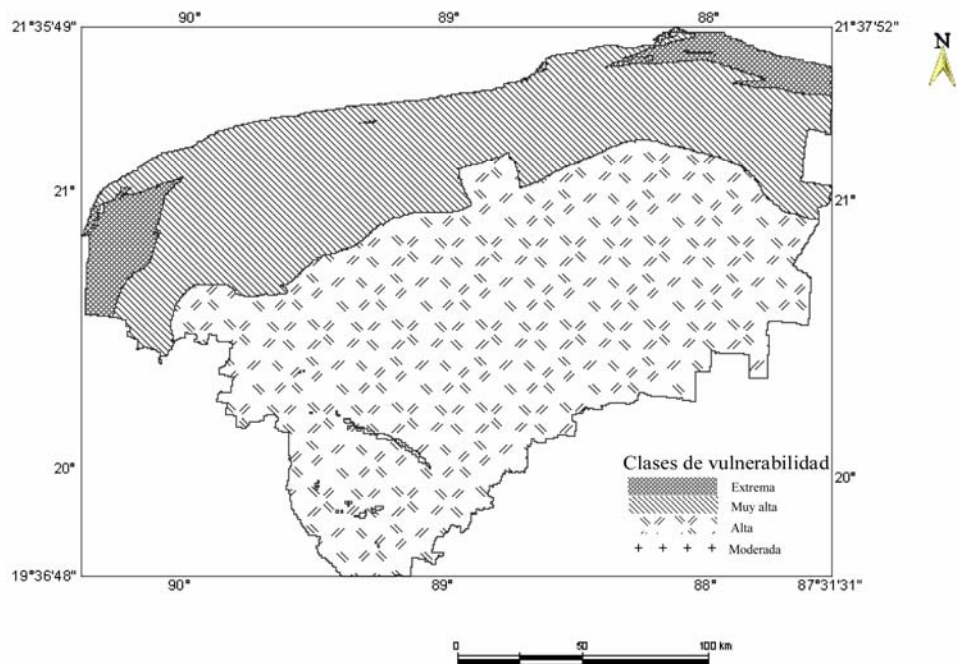 90° 89° 88°
21°35'49" 21°37'52"
N
21° 21°
20° 20°
Clases de vulnerabilidad
Extrema
Muy alta
Alta
Moderada
19°36'48" 87°31'31"
90° 89° 88°
0 50 100 km